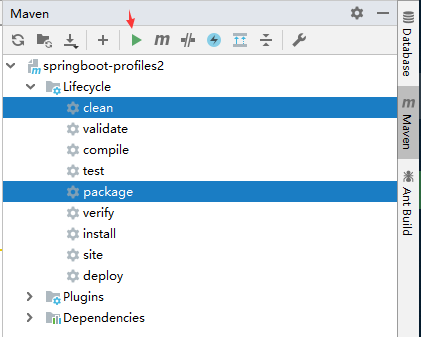 Maven
m
springboot-profiles2
Lifecycle
clean
validate
compile
test
package
verify
install
site
deploy
Plugins
Dependencies
Database
m Maven
Ant Build